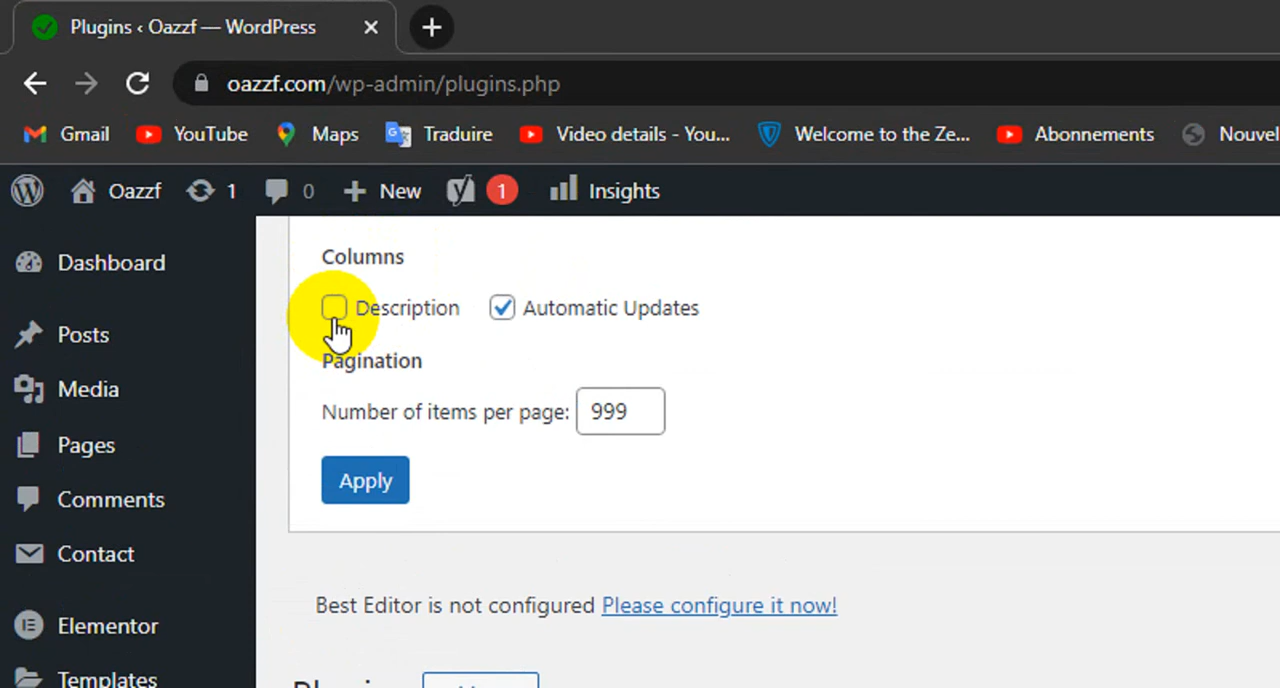 Plugins ‹ Oazzf — WordPress
oazzf.com/wp-admin/plugins.php
Gmail YouTube Maps Traduire Video details - You... Welcome to the Ze... Abonnements Nouvel
Oazzf 1 0 New 1 Insights
Dashboard
Posts
Media
Pages
Comments
Contact
Elementor
Templates
Columns
Description Automatic Updates
Pagination
Number of items per page: 999
Apply
Best Editor is not configured Please configure it now!